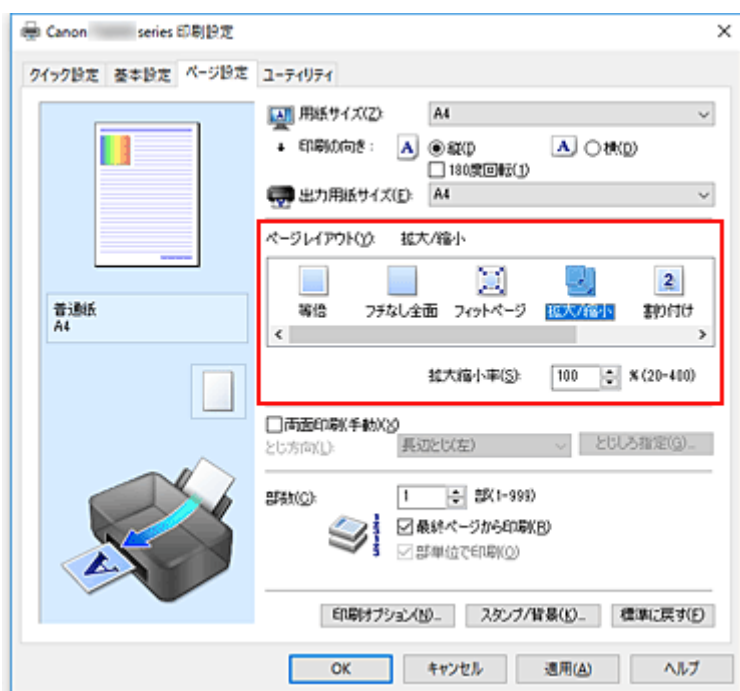 Canon series 印刷設定
クイック設定 基本設定 ページ設定 ユーティリティ
用紙サイズ(Z): A4
印刷の向き: A 縦(I) A 横(D)
180度回転(1)
出力用紙サイズ(E): A4
ページレイアウト(Y): 拡大/縮小
2
等倍 フチなし全面 フィットページ 拡大/縮小 割り付け
拡大縮小率(S): 100 % (20-400)
普通紙
A4
両面印刷(手動)(X)
とじ方向(L): 長辺とじ(左) とじしろ指定(G)...
部数(C): 1 部(1-999)
最終ページから印刷(R)
部単位で印刷(O)
A
印刷オプション(N)... スタンプ/背景(K)... 標準に戻す(F)
OK キャンセル 適用(A) ヘルプ